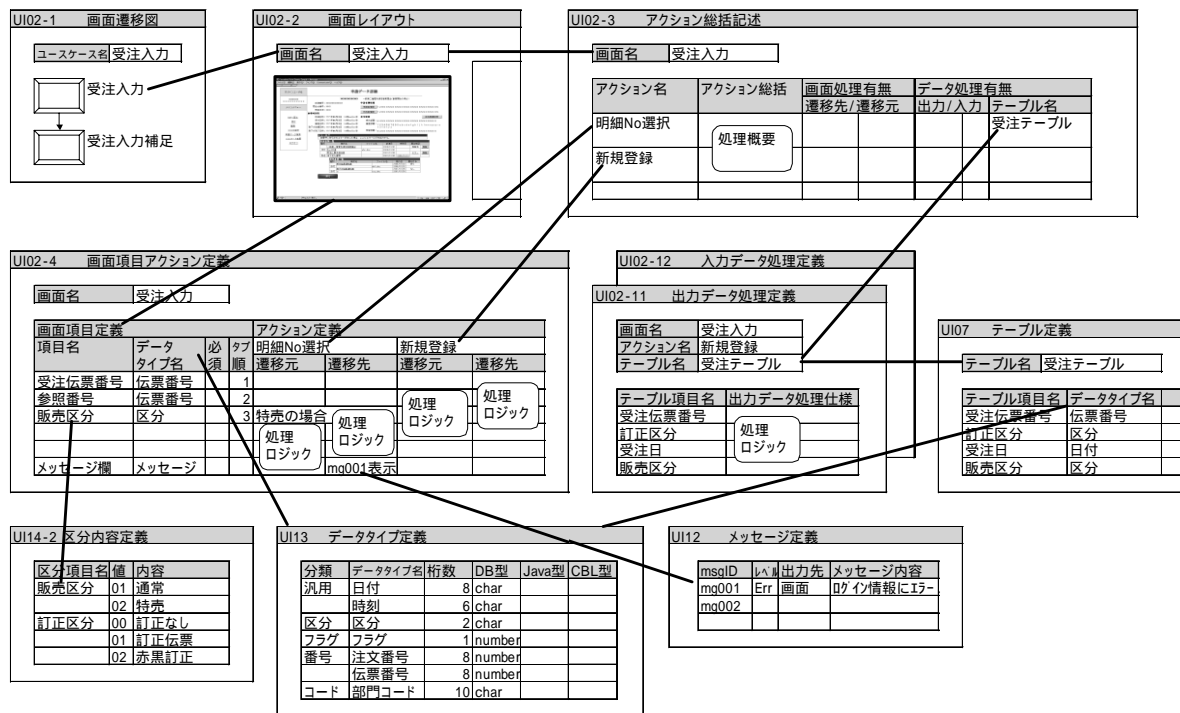 UI02-1 画面遷移図
ユースケース名 受注入力
受注入力
受注入力補足
UI02-2 画面レイアウト
画面名 受注入力
UI02-3 アクション総括記述
画面名 受注入力
アクション名 アクション総括 画面処理有無 データ処理有無
遷移先/遷移元 出力/入力 テーブル名
明細No選択 受注テーブル
処理概要
新規登録
UI02-4 画面項目アクション定義
画面名 受注入力
画面項目定義 アクション定義
項目名 データタイプ名 必須 タブ順 明細No選択 新規登録
遷移元 遷移先 遷移元 遷移先
受注伝票番号 伝票番号 1
参照番号 伝票番号 2
販売区分 区分 3 特売の場合
処理
ロジック
処理
ロジック
処理
ロジック
処理
ロジック
メッセージ欄 メッセージ mg001表示
UI02-12 入力データ処理定義
UI02-11 出力データ処理定義
画面名 受注入力
アクション名 新規登録
テーブル名 受注テーブル
テーブル項目名 出力データ処理仕様
受注伝票番号
訂正区分
受注日
販売区分
処理
ロジック
UI07 テーブル定義
テーブル名 受注テーブル
テーブル項目名 データタイプ名
受注伝票番号 伝票番号
訂正区分 区分
受注日 日付
販売区分 区分
UI14-2 区分内容定義
区分項目名 値 内容
販売区分 01 通常
02 特売
訂正区分 00 訂正なし
01 訂正伝票
02 赤黒訂正
UI13 データタイプ定義
分類 データタイプ名 桁数 DB型 Java型 CBL型
汎用 日付 8 char
時刻 6 char
区分 区分 2 char
フラグ フラグ 1 number
番号 注文番号 8 number
伝票番号 8 number
コード 部門コード 10 char
UI12 メッセージ定義
msgID レベル 出力先 メッセージ内容
mg001 Err 画面 ログイン情報にエラー
mg002